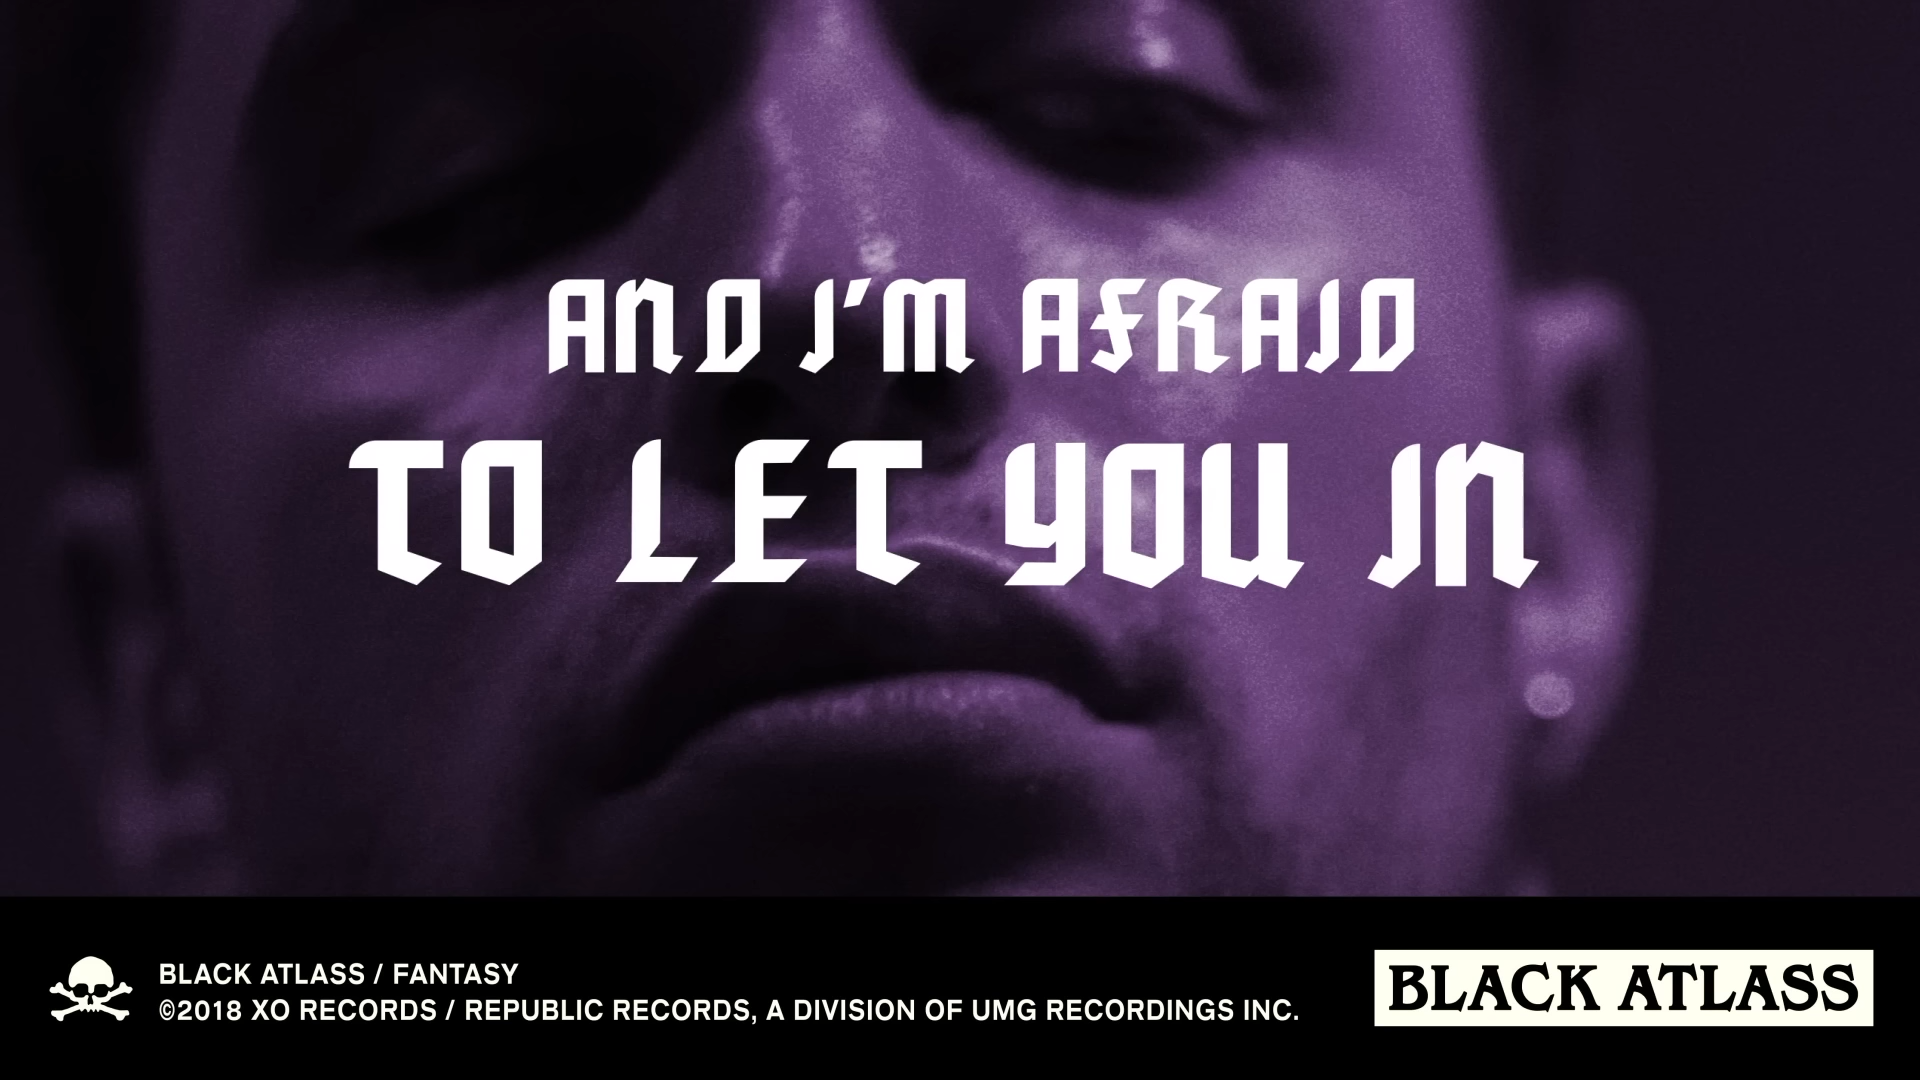 AND I'M AFRAID
TO LET YOU IN
BLACK ATLASS / FANTASY
©2018 XO RECORDS / REPUBLIC RECORDS, A DIVISION OF UMG RECORDINGS INC.
BLACK ATLASS